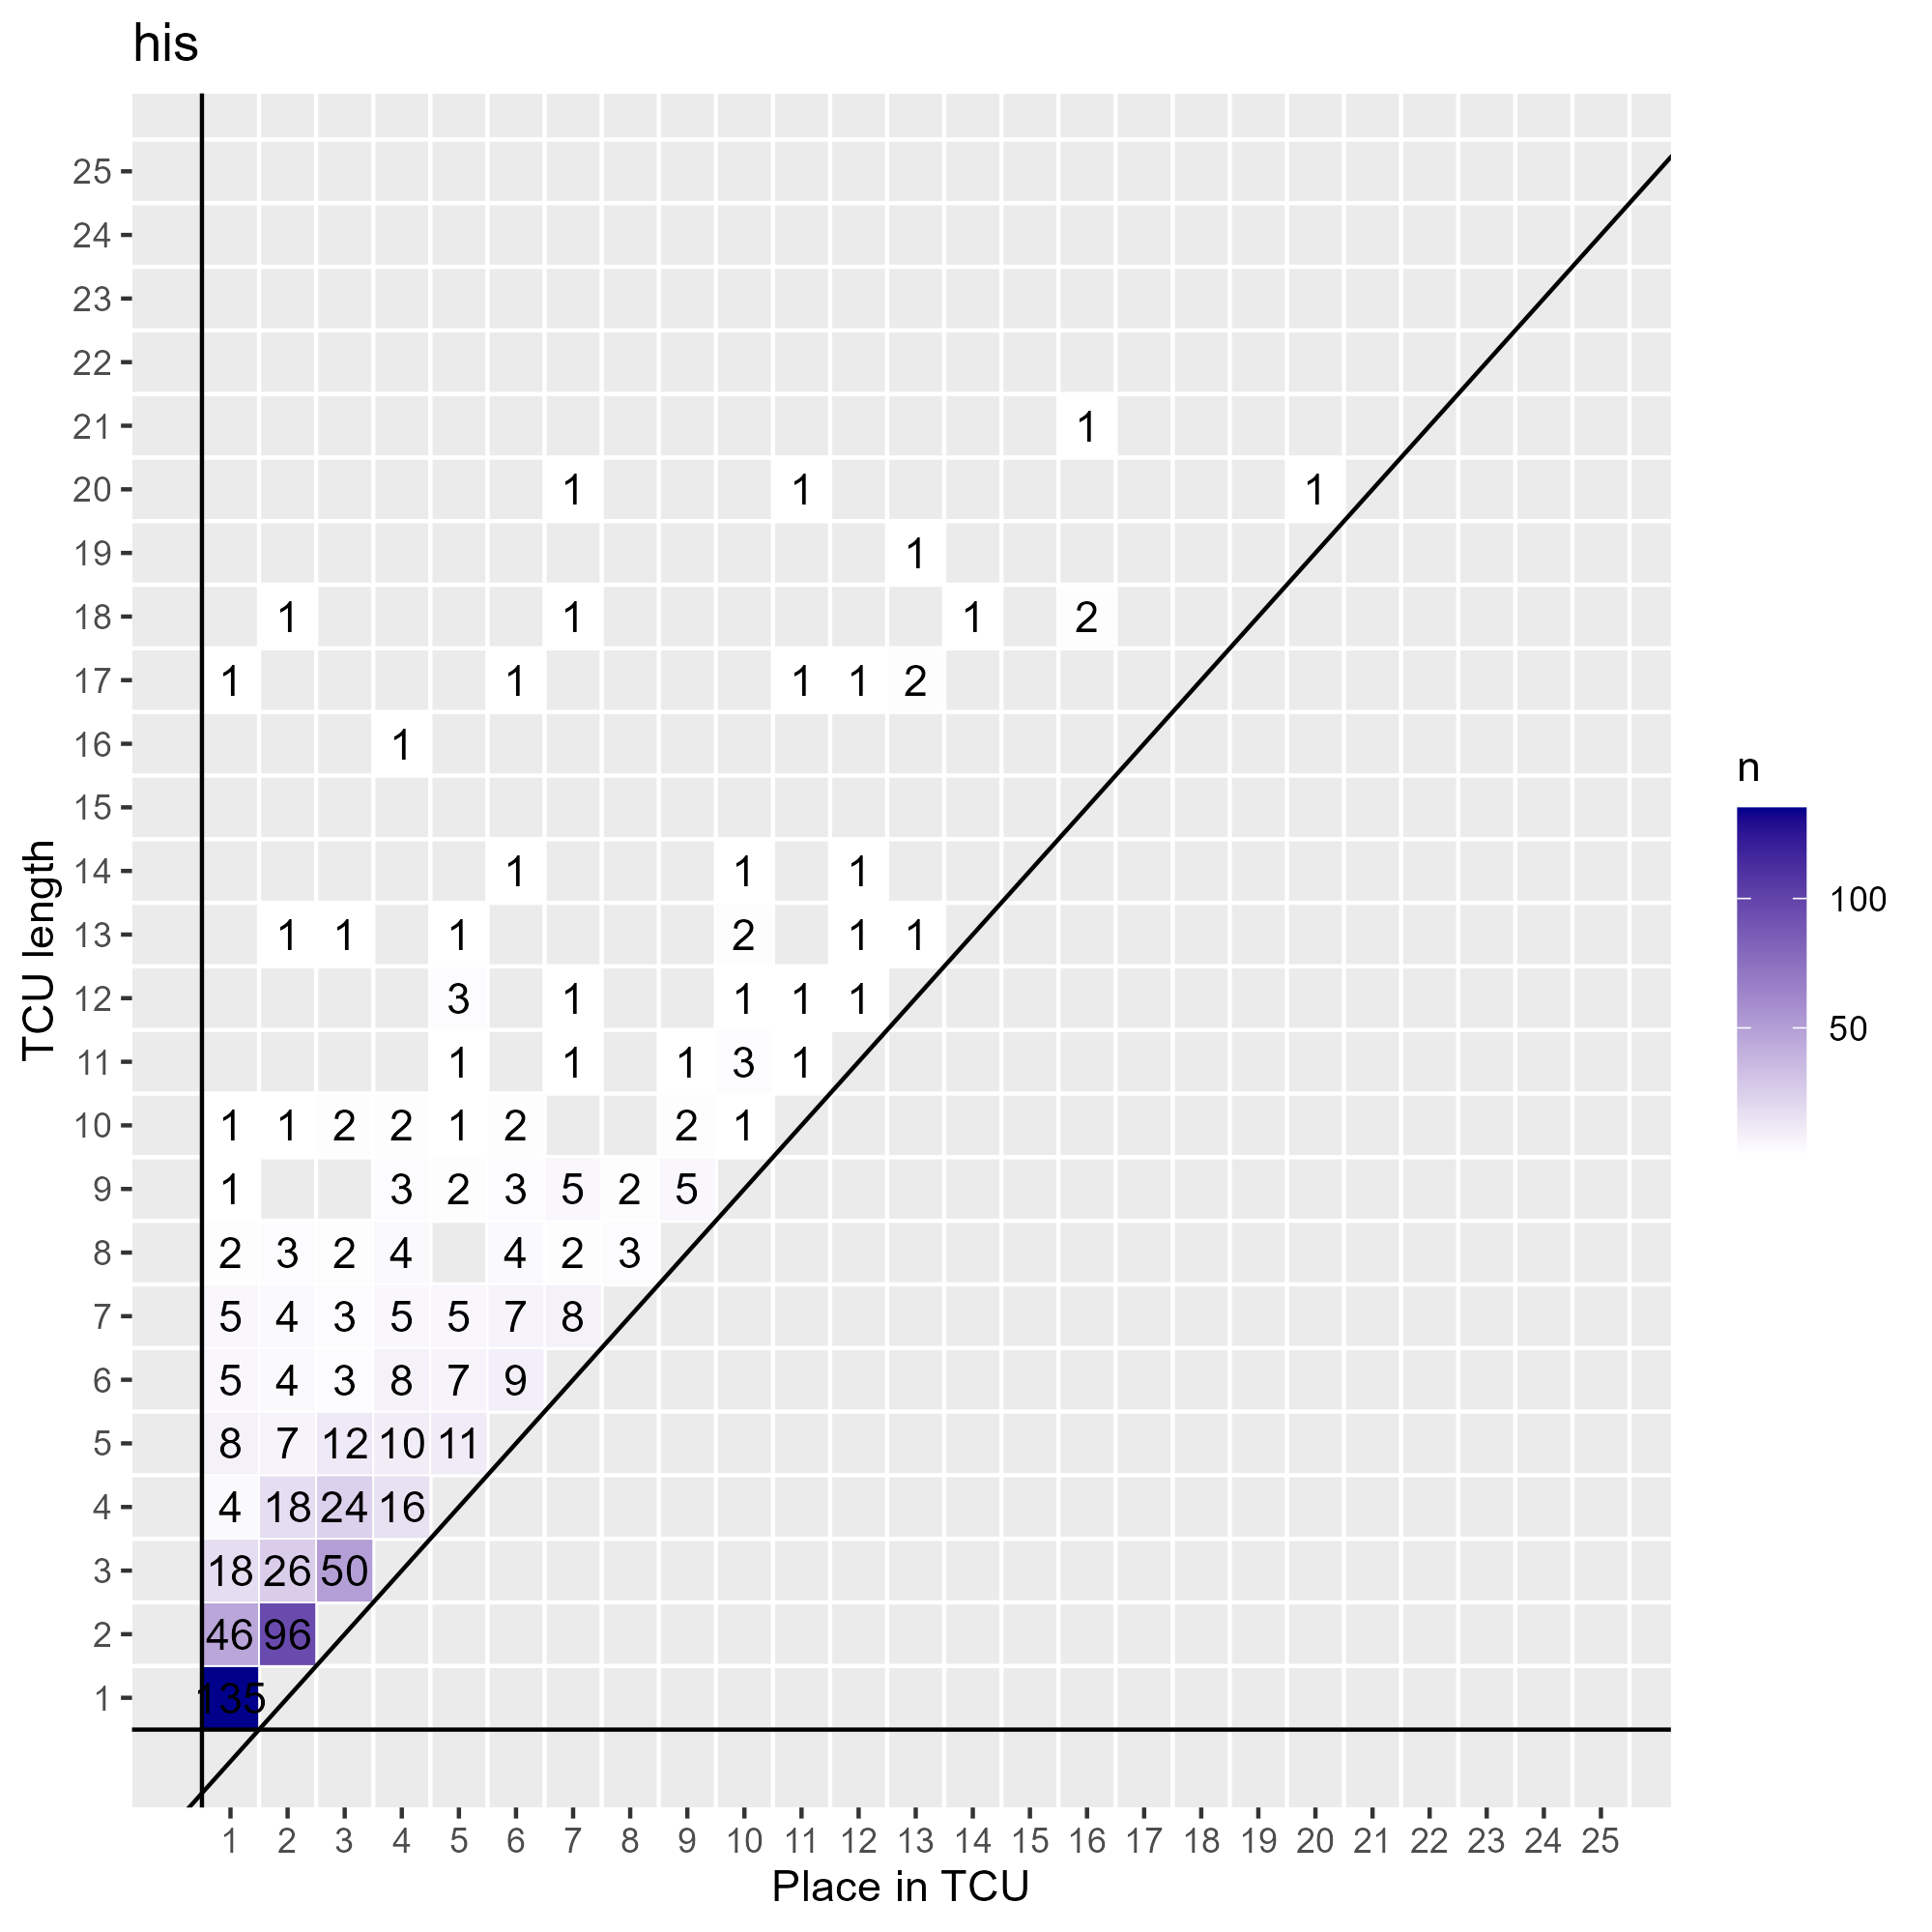 his
25
24
23
22
21 1
20 1 1 1
19 1
18 1 1 1 2
17 1 1 1 1 2
16 1
15
14 1 1 1
13 1 1 1 2 1 1
12 3 1 1 1 1
11 1 1 1 3 1
10 1 1 2 2 1 2 2 1
9 1 3 2 3 5 2 5
8 2 3 2 4 4 2 3
7 5 4 3 5 5 7 8
6 5 4 3 8 7 9
5 8 7 12 10 11
4 4 18 24 16
3 18 26 50
2 46 96
1 135
1 2 3 4 5 6 7 8 9 10 11 12 13 14 15 16 17 18 19 20 21 22 23 24 25
Place in TCU
TCU length
n
100
50